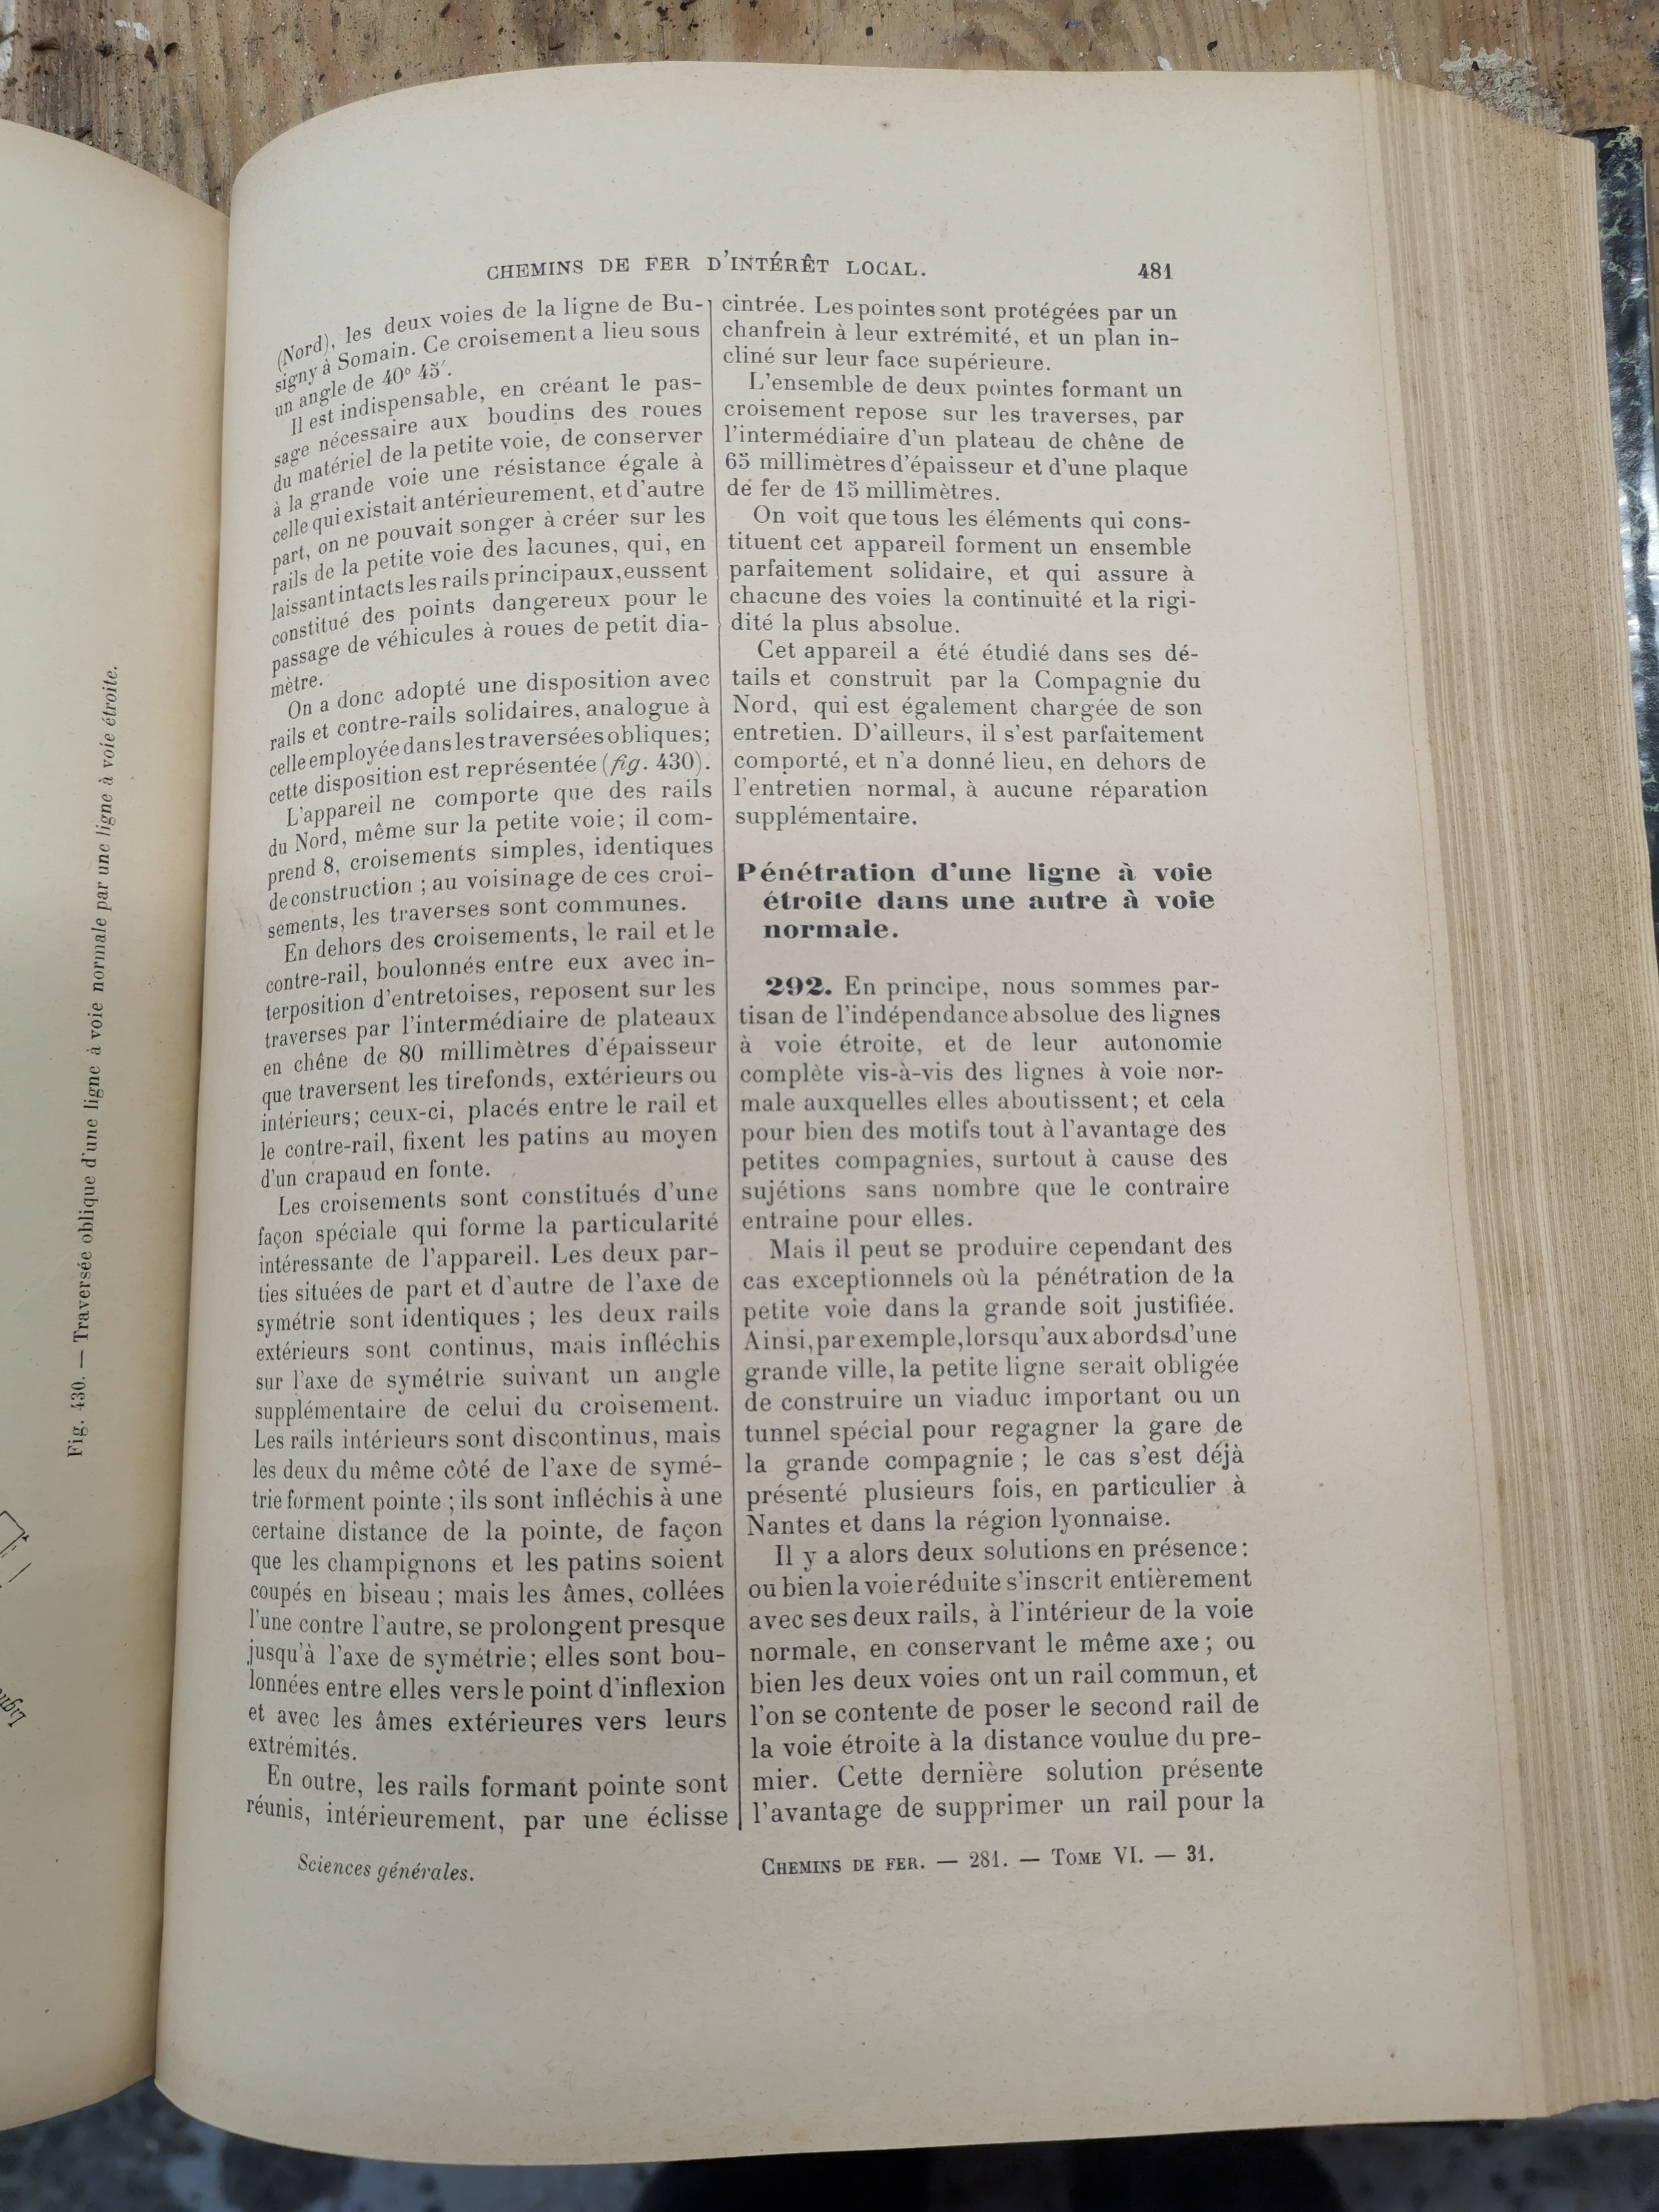 Fig. 430. — Traversée oblique d'une ligne à voie normale par une ligne à voie étroite.
CHEMINS DE FER D'INTÉRÊT LOCAL.
481
(Nord), les deux voies de la ligne de Bu-
signy à Somain. Ce croisement a lieu sous
un angle de 40° 45′.
Il est indispensable, en créant le pas-
sage nécessaire aux boudins des roues
du matériel de la petite voie, de conserver
à la grande voie une résistance égale à
celle qui existait antérieurement, et d'autre
part, on ne pouvait songer à créer sur les
rails de la petite voie des lacunes, qui, en
laissant intacts les rails principaux, eussent
constitué des points dangereux pour le
passage de véhicules à roues de petit dia-
mètre.
On a donc adopté une disposition avec
rails et contre-rails solidaires, analogue à
celle employée dans les traversées obliques;
cette disposition est représentée (fig. 430).
L'appareil ne comporte que des rails
du Nord, même sur la petite voie; il com-
prend 8, croisements simples, identiques
de construction ; au voisinage de ces croi-
sements, les traverses sont communes.
En dehors des croisements, le rail et le
contre-rail, boulonnés entre eux avec in-
terposition d'entretoises, reposent sur les
traverses par l'intermédiaire de plateaux
en chêne de 80 millimètres d'épaisseur
que traversent les tirefonds, extérieurs ou
intérieurs; ceux-ci, placés entre le rail et
le contre-rail, fixent les patins au moyen
d'un crapaud en fonte.
Les croisements sont constitués d'une
façon spéciale qui forme la particularité
intéressante de l'appareil. Les deux par-
ties situées de part et d'autre de l'axe de
symétrie sont identiques ; les deux rails
extérieurs sont continus, mais infléchis
sur l'axe de symétrie suivant un angle
supplémentaire de celui du croisement.
Les rails intérieurs sont discontinus, mais
les deux du même côté de l'axe de symé-
trie forment pointe ; ils sont infléchis à une
certaine distance de la pointe, de façon
que les champignons et les patins soient
coupés en biseau ; mais les âmes, collées
l'une contre l'autre, se prolongent presque
jusqu'à l'axe de symétrie; elles sont bou-
lonnées entre elles vers le point d'inflexion
et avec les âmes extérieures vers leurs
extrémités.
En outre, les rails formant pointe sont
réunis, intérieurement, par une éclisse
cintrée. Les pointes sont protégées par un
chanfrein à leur extrémité, et un plan in-
cliné sur leur face supérieure.
L'ensemble de deux pointes formant un
croisement repose sur les traverses, par
l'intermédiaire d'un plateau de chêne de
65 millimètres d'épaisseur et d'une plaque
de fer de 15 millimètres.
On voit que tous les éléments qui cons-
tituent cet appareil forment un ensemble
parfaitement solidaire, et qui assure à
chacune des voies la continuité et la rigi-
dité la plus absolue.
Cet appareil a été étudié dans ses dé-
tails et construit par la Compagnie du
Nord, qui est également chargée de son
entretien. D'ailleurs, il s'est parfaitement
comporté, et n'a donné lieu, en dehors de
l'entretien normal, à aucune réparation
supplémentaire.
Pénétration d'une ligne à voie
étroite dans une autre à voie
normale.
292. En principe, nous sommes par-
tisan de l'indépendance absolue des lignes
à voie étroite, et de leur autonomie
complète vis-à-vis des lignes à voie nor-
male auxquelles elles aboutissent; et cela
pour bien des motifs tout à l'avantage des
petites compagnies, surtout à cause des
sujétions sans nombre que le contraire
entraine pour elles.
Mais il peut se produire cependant des
cas exceptionnels où la pénétration de la
petite voie dans la grande soit justifiée.
Ainsi, par exemple, lorsqu'aux abords d'une
grande ville, la petite ligne serait obligée
de construire un viaduc important ou un
tunnel spécial pour regagner la gare de
la grande compagnie ; le cas s'est déjà
présenté plusieurs fois, en particulier à
Nantes et dans la région lyonnaise.
Il y a alors deux solutions en présence :
ou bien la voie réduite s'inscrit entièrement
avec ses deux rails, à l'intérieur de la voie
normale, en conservant le même axe ; ou
bien les deux voies ont un rail commun, et
l'on se contente de poser le second rail de
la voie étroite à la distance voulue du pre-
mier. Cette dernière solution présente
l'avantage de supprimer un rail pour la
Sciences générales.
CHEMINS DE FER. — 281. — TOME VI. — 31.